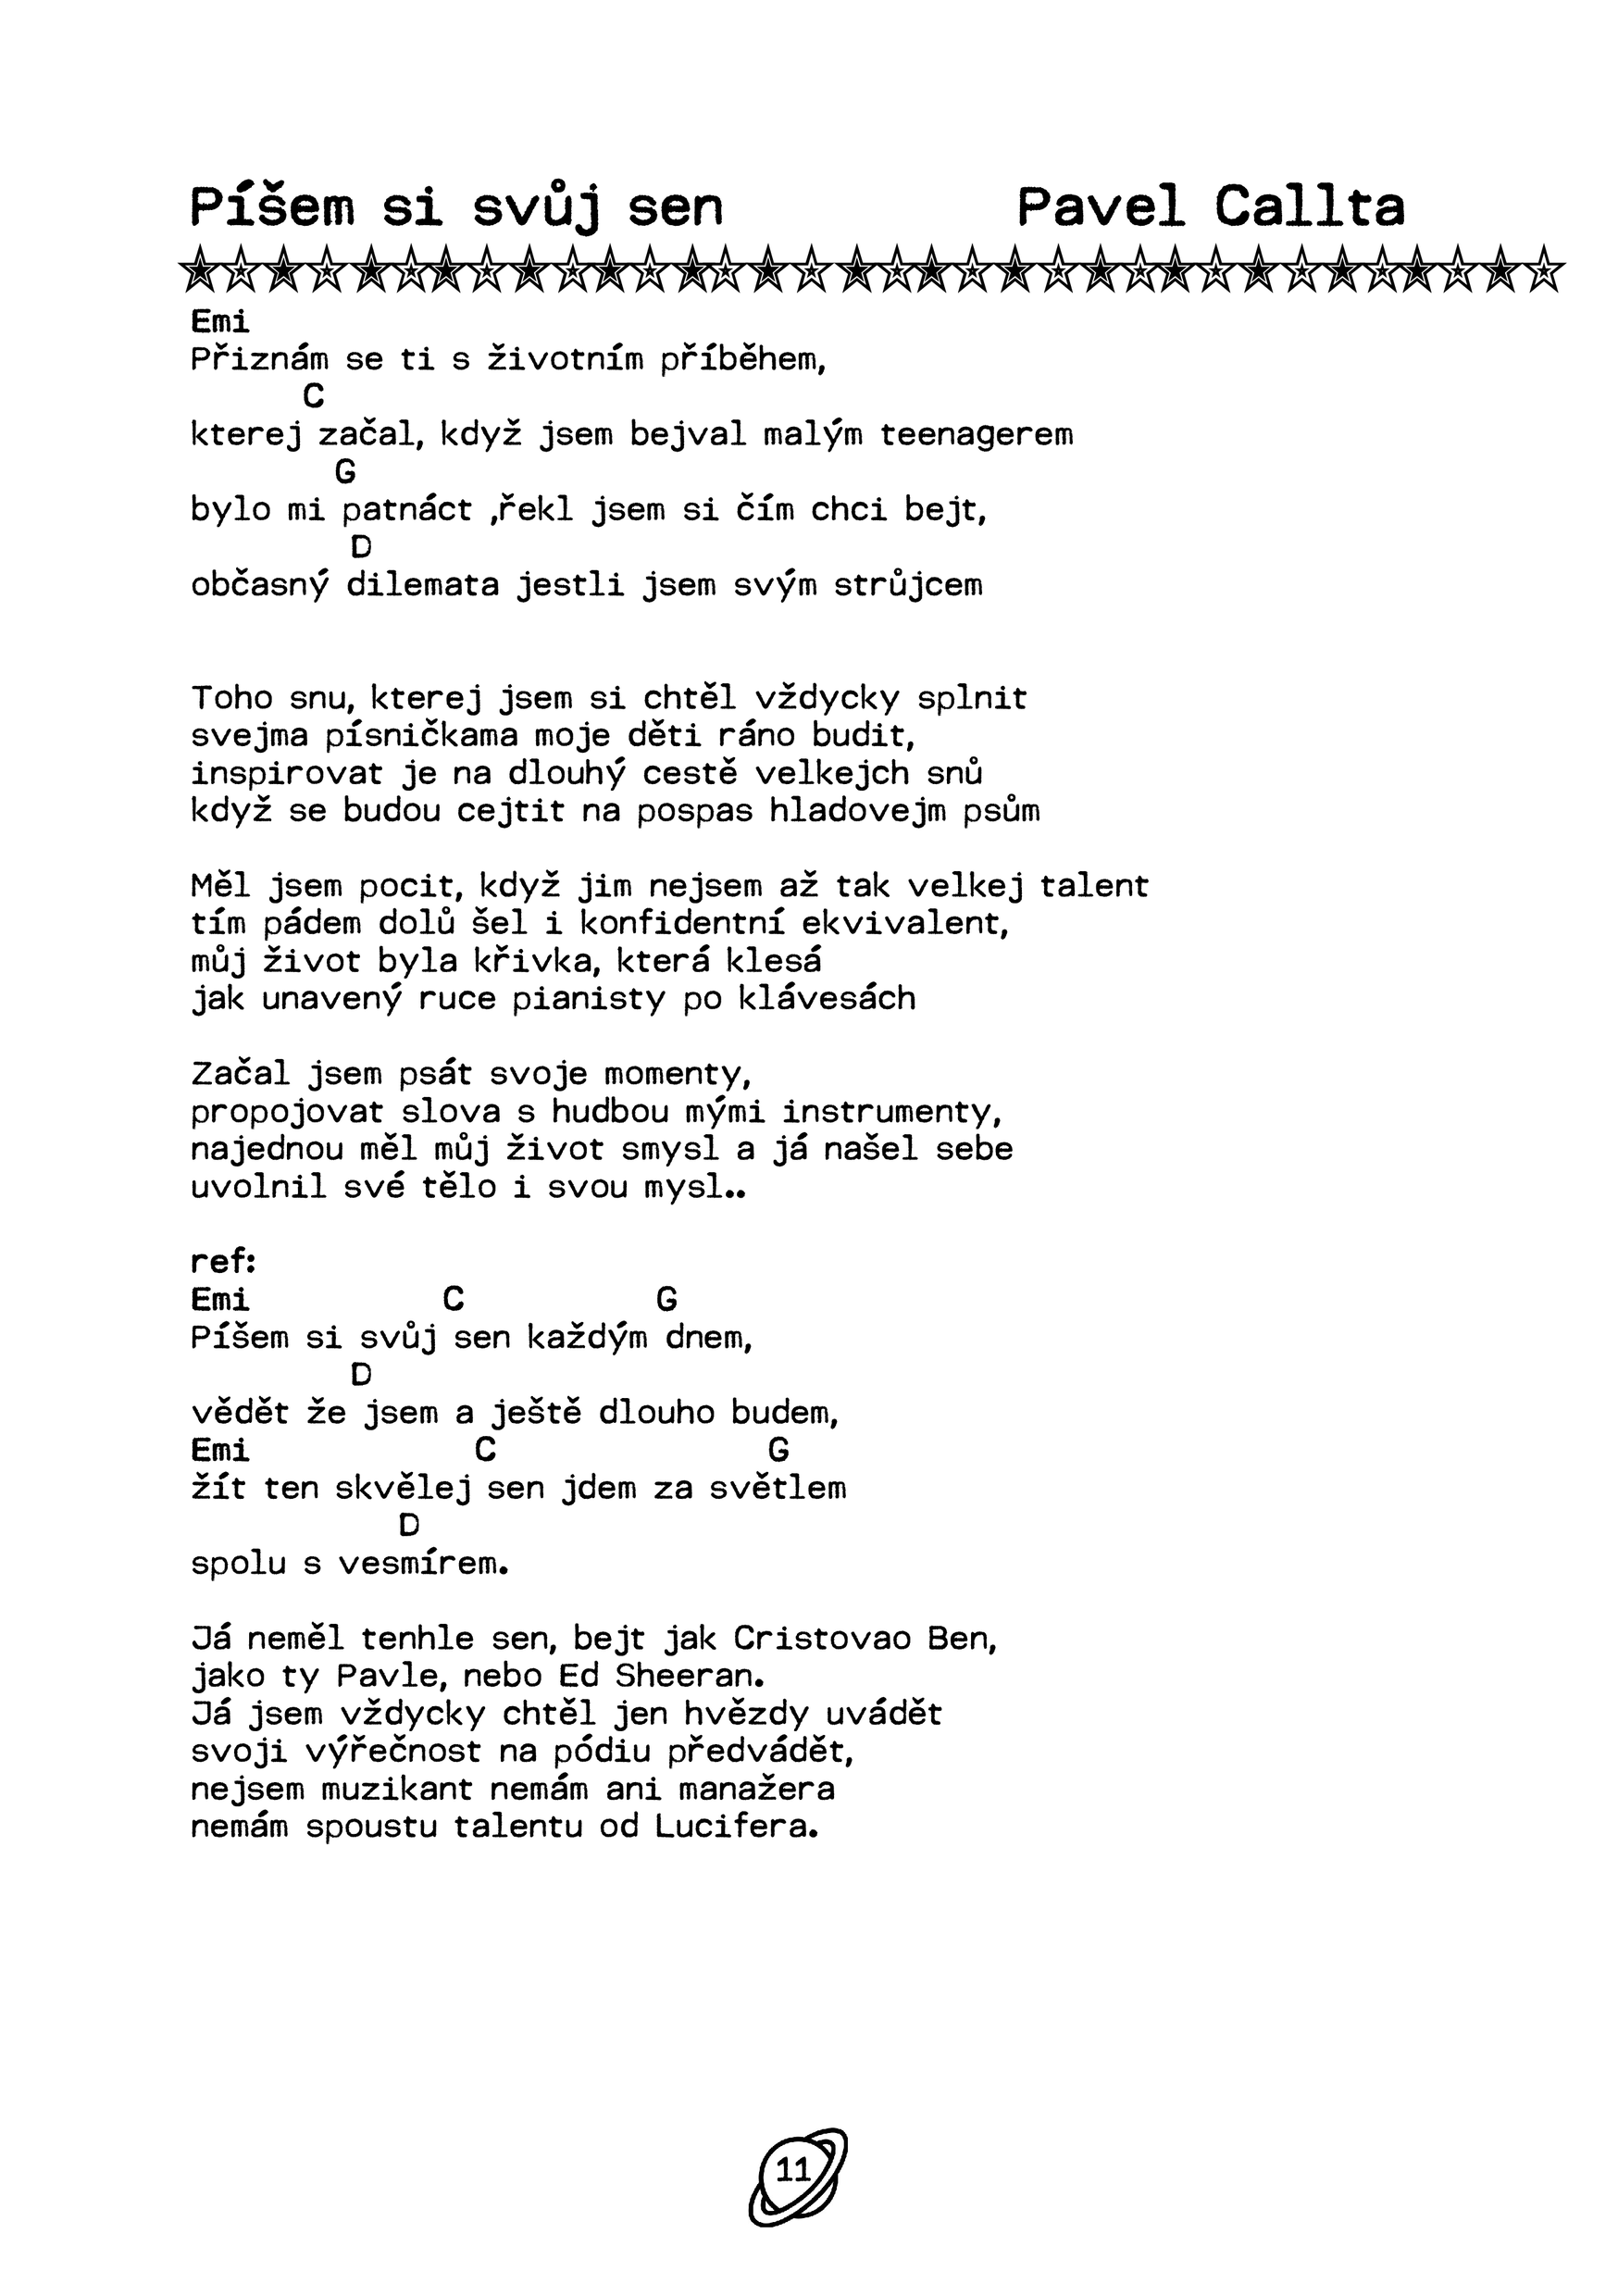 Píšem si svůj sen Pavel Callta
Emi
Přiznám se ti s životním příběhem,
C
kterej začal, když jsem bejval malým teenagerem
G
bylo mi patnáct ,řekl jsem si čím chci bejt,
D
občasný dilemata jestli jsem svým strůjcem
Toho snu, kterej jsem si chtěl vždycky splnit
svejma písničkama moje děti ráno budit,
inspirovat je na dlouhý cestě velkejch snů
když se budou cejtit na pospas hladovejm psům
Měl jsem pocit, když jim nejsem až tak velkej talent
tím pádem dolů šel i konfidentní ekvivalent,
můj život byla křivka, která klesá
jak unavený ruce pianisty po klávesách
Začal jsem psát svoje momenty,
propojovat slova s hudbou mými instrumenty,
najednou měl můj život smysl a já našel sebe
uvolnil své tělo i svou mysl..
ref:
Emi C G
Píšem si svůj sen každým dnem,
D
vědět že jsem a ještě dlouho budem,
Emi C G
žít ten skvělej sen jdem za světlem
D
spolu s vesmírem.
Já neměl tenhle sen, bejt jak Cristovao Ben,
jako ty Pavle, nebo Ed Sheeran.
Já jsem vždycky chtěl jen hvězdy uvádět
svoji výřečnost na pódiu předvádět,
nejsem muzikant nemám ani manažera
nemám spoustu talentu od Lucifera.
11